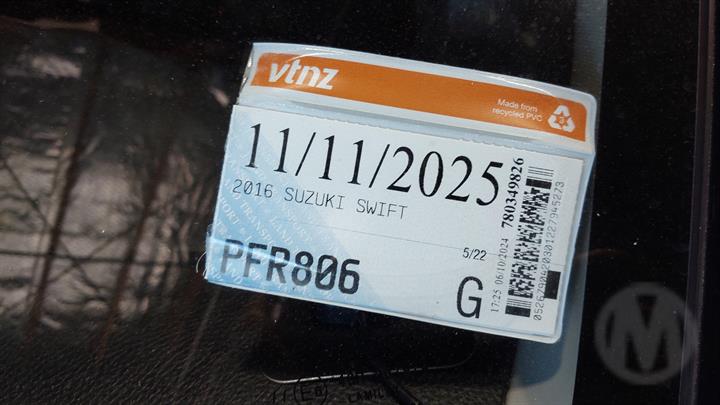 vtnz
Made from
recycled PVC
3
11/11/2025
2016 SUZUKI SWIFT
PFR806
5/22
G
17:25 06/10/2024 780349826
M